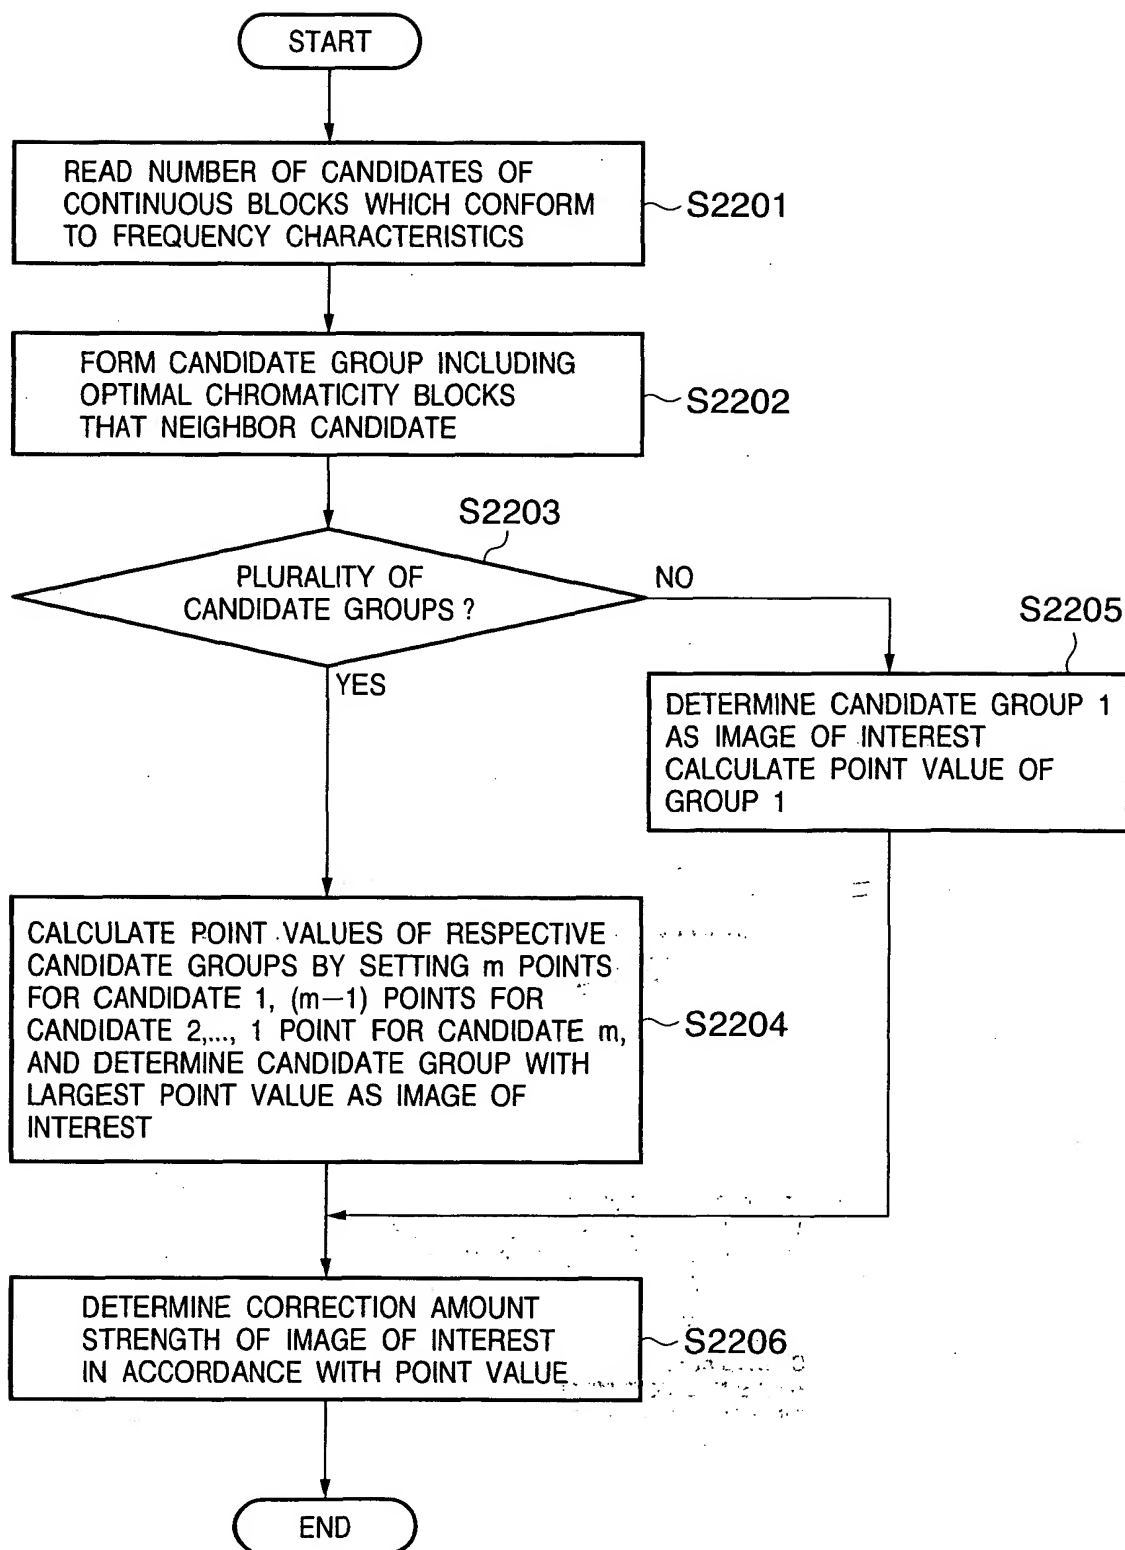 START
READ NUMBER OF CANDIDATES OF
CONTINUOUS BLOCKS WHICH CONFORM
TO FREQUENCY CHARACTERISTICS
S2201
FORM CANDIDATE GROUP INCLUDING
OPTIMAL CHROMATICITY BLOCKS
THAT NEIGHBOR CANDIDATE
S2202
S2203
PLURALITY OF
CANDIDATE GROUPS ?
NO
YES
S2205
DETERMINE CANDIDATE GROUP 1
AS IMAGE OF INTEREST
CALCULATE POINT VALUE OF
GROUP 1
CALCULATE POINT VALUES OF RESPECTIVE
CANDIDATE GROUPS BY SETTING m POINTS
FOR CANDIDATE 1, (m−1) POINTS FOR
CANDIDATE 2,..., 1 POINT FOR CANDIDATE m,
AND DETERMINE CANDIDATE GROUP WITH
LARGEST POINT VALUE AS IMAGE OF
INTEREST
S2204
DETERMINE CORRECTION AMOUNT
STRENGTH OF IMAGE OF INTEREST
IN ACCORDANCE WITH POINT VALUE
S2206
END